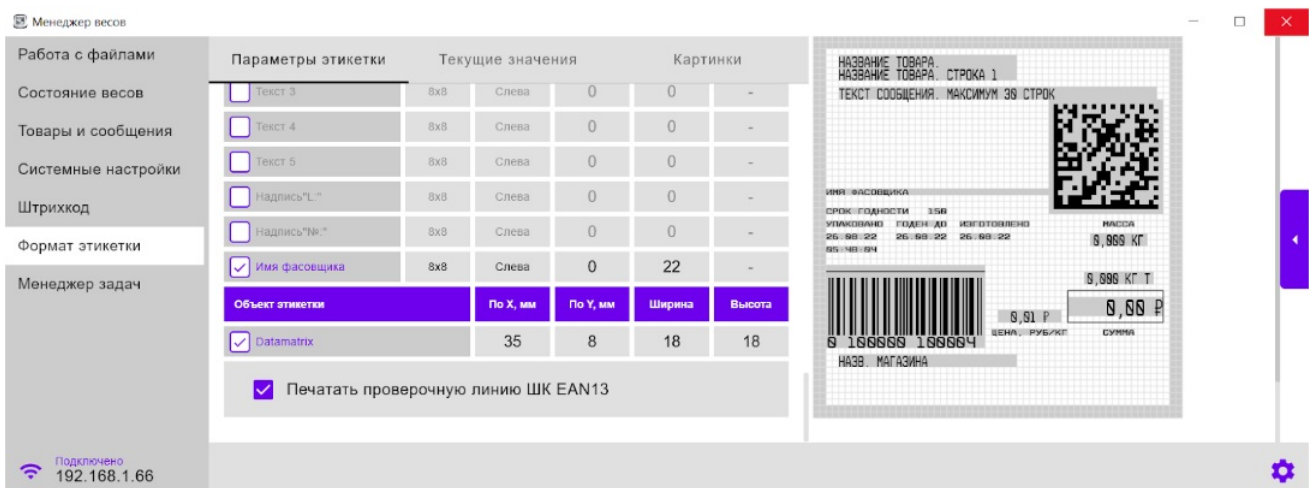 Менеджер весов
Работа с файлами
Состояние весов
Товары и сообщения
Системные настройки
Штрихкод
Формат этикетки
Менеджер задач
Подключено
192.168.1.66
Параметры этикетки Текущие значения Картинки
Текст 3 8x8 Слева 0 0 -
Текст 4 8x8 Слева 0 0 -
Текст 5 8x8 Слева 0 0 -
Надпись"L:" 8x8 Слева 0 0 -
Надпись"№:" 8x8 Слева 0 0 -
Имя фасовщика 8x8 Слева 0 22 -
Объект этикетки По X, мм По Y, мм Ширина Высота
Datamatrix 35 8 18 18
Печатать проверочную линию ШК EAN13
НАЗВАНИЕ ТОВАРА.
НАЗВАНИЕ ТОВАРА. СТРОКА 1
ТЕКСТ СООБЩЕНИЯ. МАКСИМУМ 30 СТРОК
ИМЯ ФАСОВЩИКА
СРОК ГОДНОСТИ 150
УПАКОВАНО ГОДЕН ДО ИЗГОТОВЛЕНО МАССА
26.08.22 26.08.22 26.08.22 0,000 КГ
05:48:04
0,000 КГ Т
0,01 ₽ 0,00 ₽
ЦЕНА, РУБ/КГ СУММА
0 100000 100004
НАЗВ. МАГАЗИНА